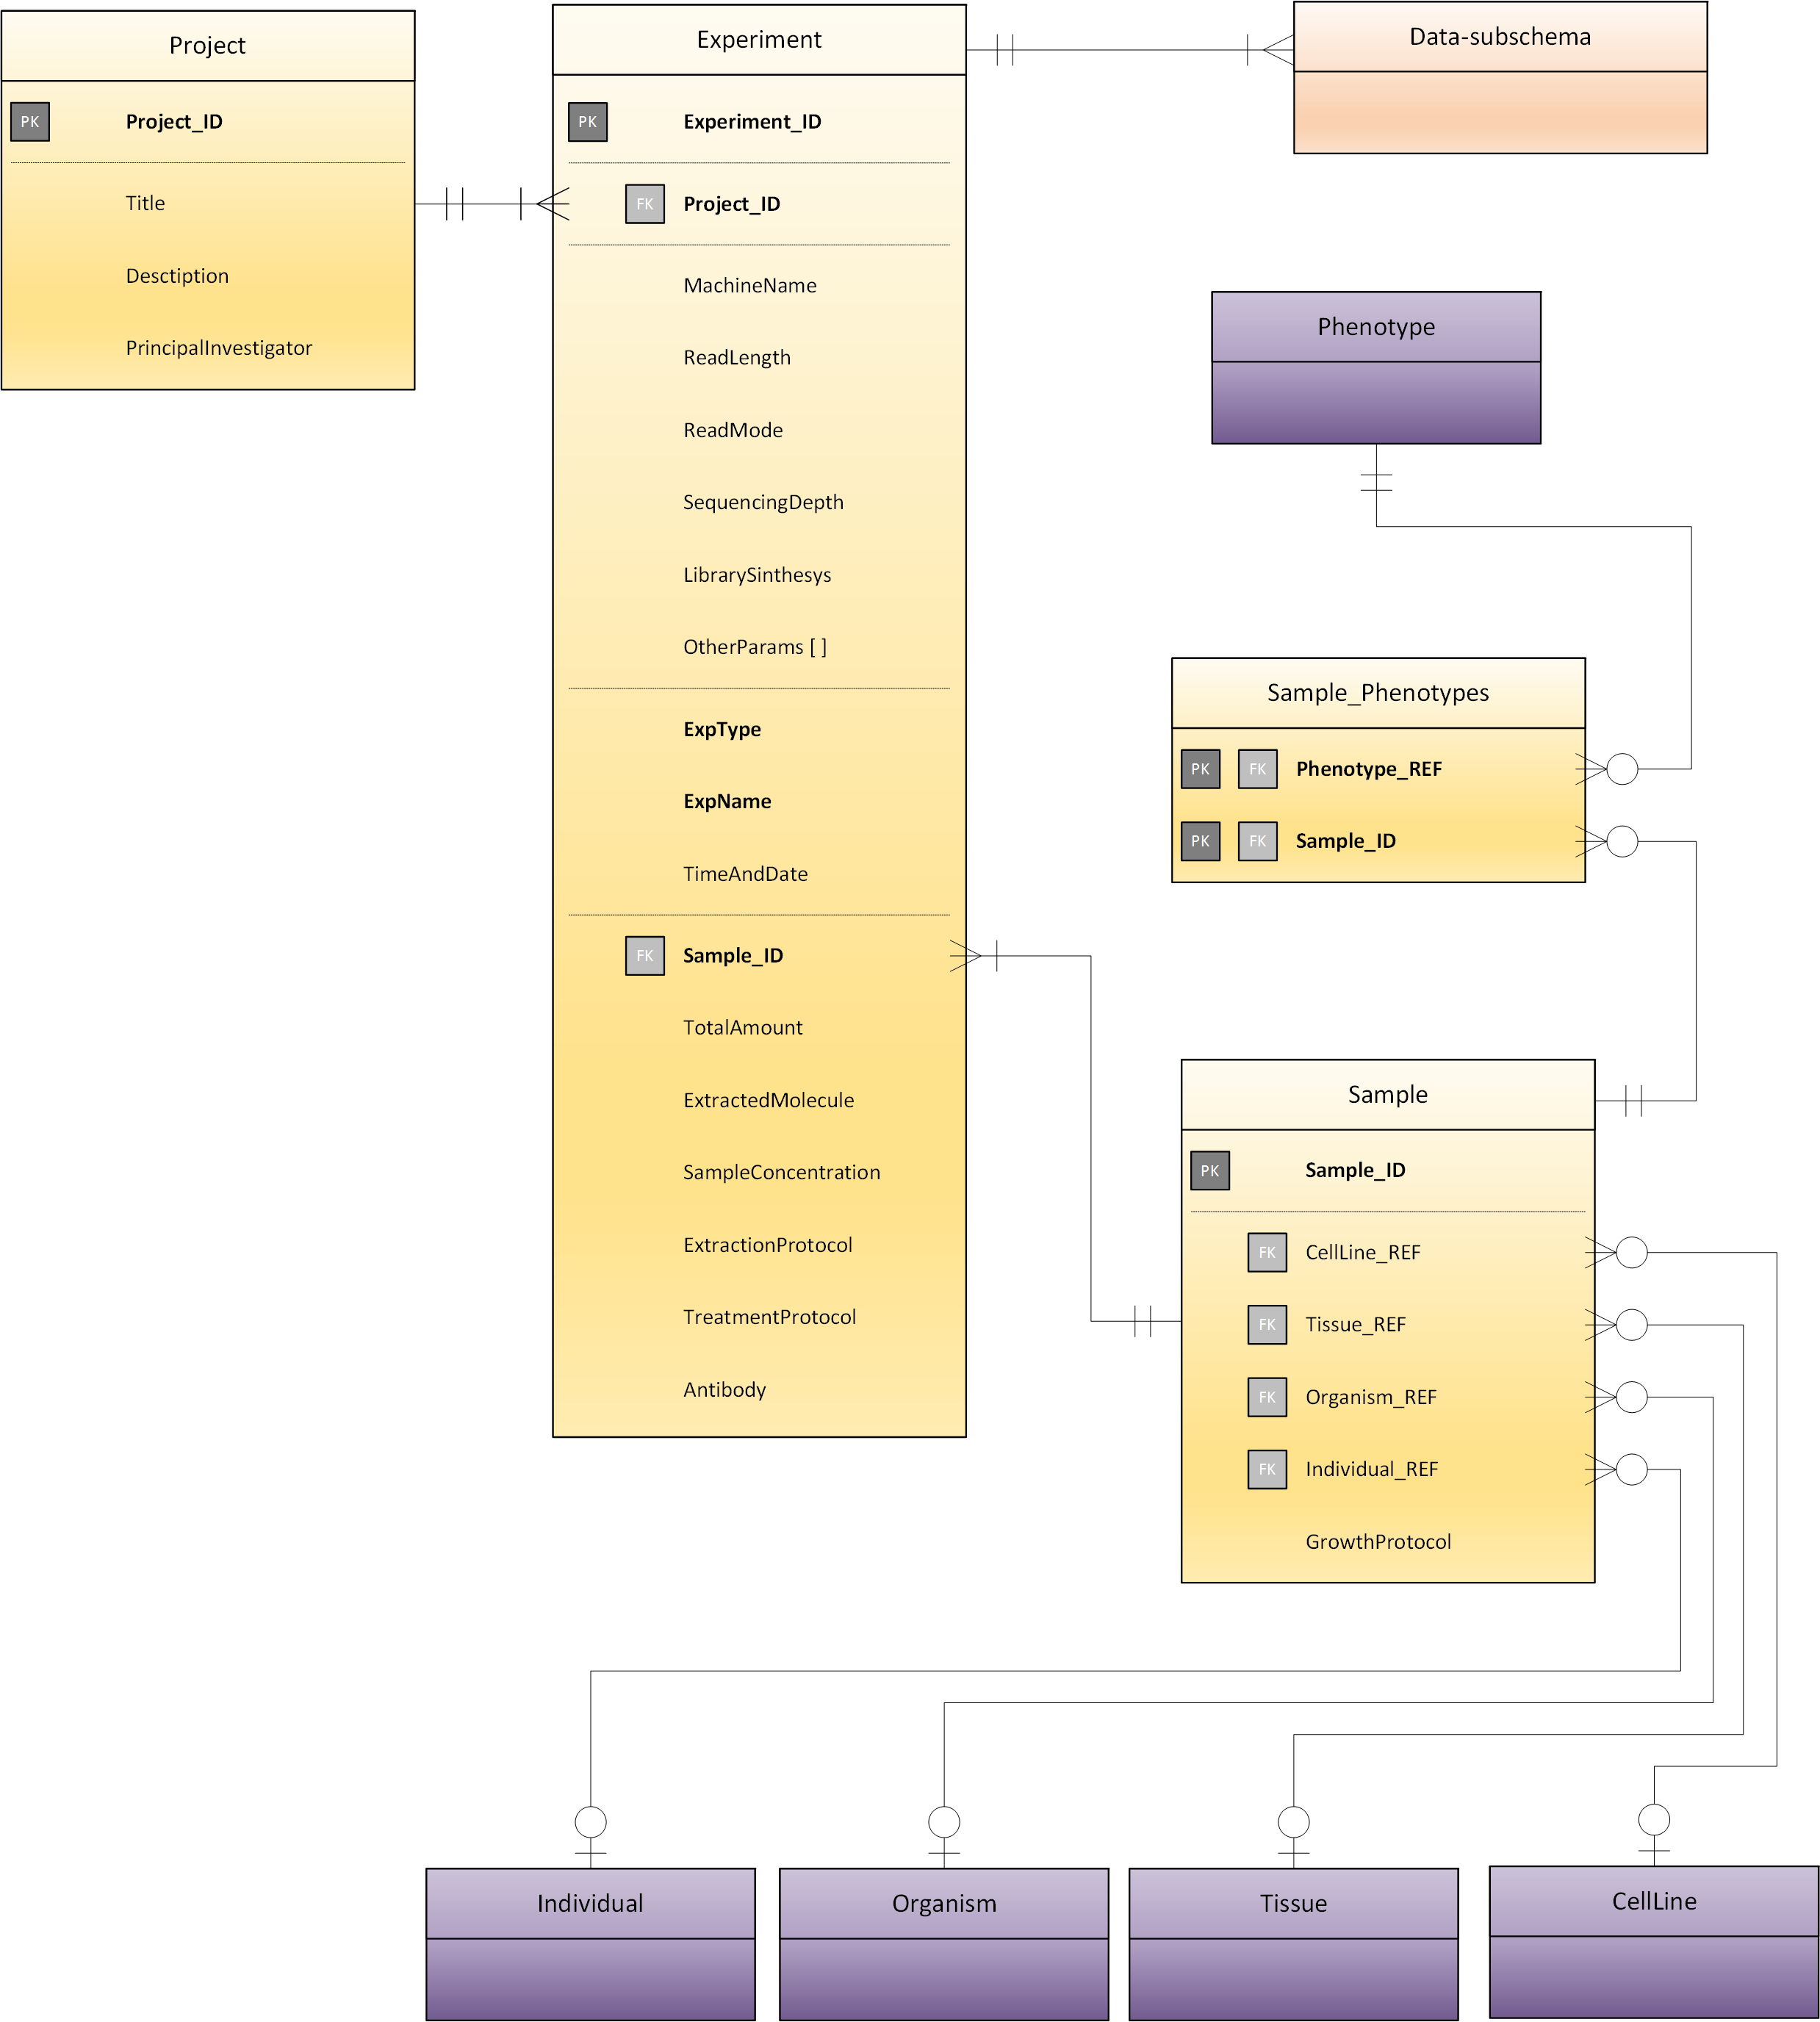 Project
PK Project_ID
Title
Desctiption
PrincipalInvestigator
Experiment
PK Experiment_ID
FK Project_ID
MachineName
ReadLength
ReadMode
SequencingDepth
LibrarySinthesys
OtherParams [ ]
ExpType
ExpName
TimeAndDate
FK Sample_ID
TotalAmount
ExtractedMolecule
SampleConcentration
ExtractionProtocol
TreatmentProtocol
Antibody
Data-subschema
Phenotype
Sample_Phenotypes
PK FK Phenotype_REF
PK FK Sample_ID
Sample
PK Sample_ID
FK CellLine_REF
FK Tissue_REF
FK Organism_REF
FK Individual_REF
GrowthProtocol
Individual
Organism
Tissue
CellLine